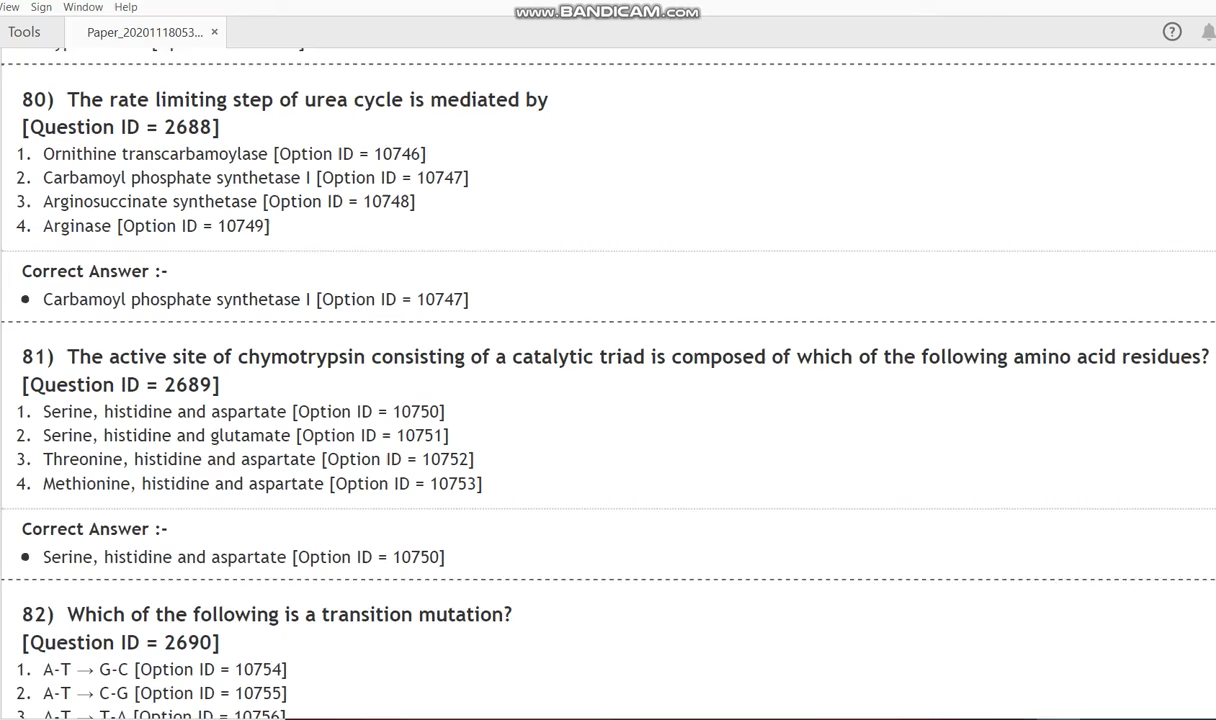 View Sign Window Help
www.BANDICAM.com
Tools Paper_20201118053... ×
80) The rate limiting step of urea cycle is mediated by
[Question ID = 2688]
1. Ornithine transcarbamoylase [Option ID = 10746]
2. Carbamoyl phosphate synthetase I [Option ID = 10747]
3. Arginosuccinate synthetase [Option ID = 10748]
4. Arginase [Option ID = 10749]
Correct Answer :-
• Carbamoyl phosphate synthetase I [Option ID = 10747]
81) The active site of chymotrypsin consisting of a catalytic triad is composed of which of the following amino acid residues?
[Question ID = 2689]
1. Serine, histidine and aspartate [Option ID = 10750]
2. Serine, histidine and glutamate [Option ID = 10751]
3. Threonine, histidine and aspartate [Option ID = 10752]
4. Methionine, histidine and aspartate [Option ID = 10753]
Correct Answer :-
• Serine, histidine and aspartate [Option ID = 10750]
82) Which of the following is a transition mutation?
[Question ID = 2690]
1. A-T → G-C [Option ID = 10754]
2. A-T → C-G [Option ID = 10755]
3. A-T → T-A [Option ID = 10756]